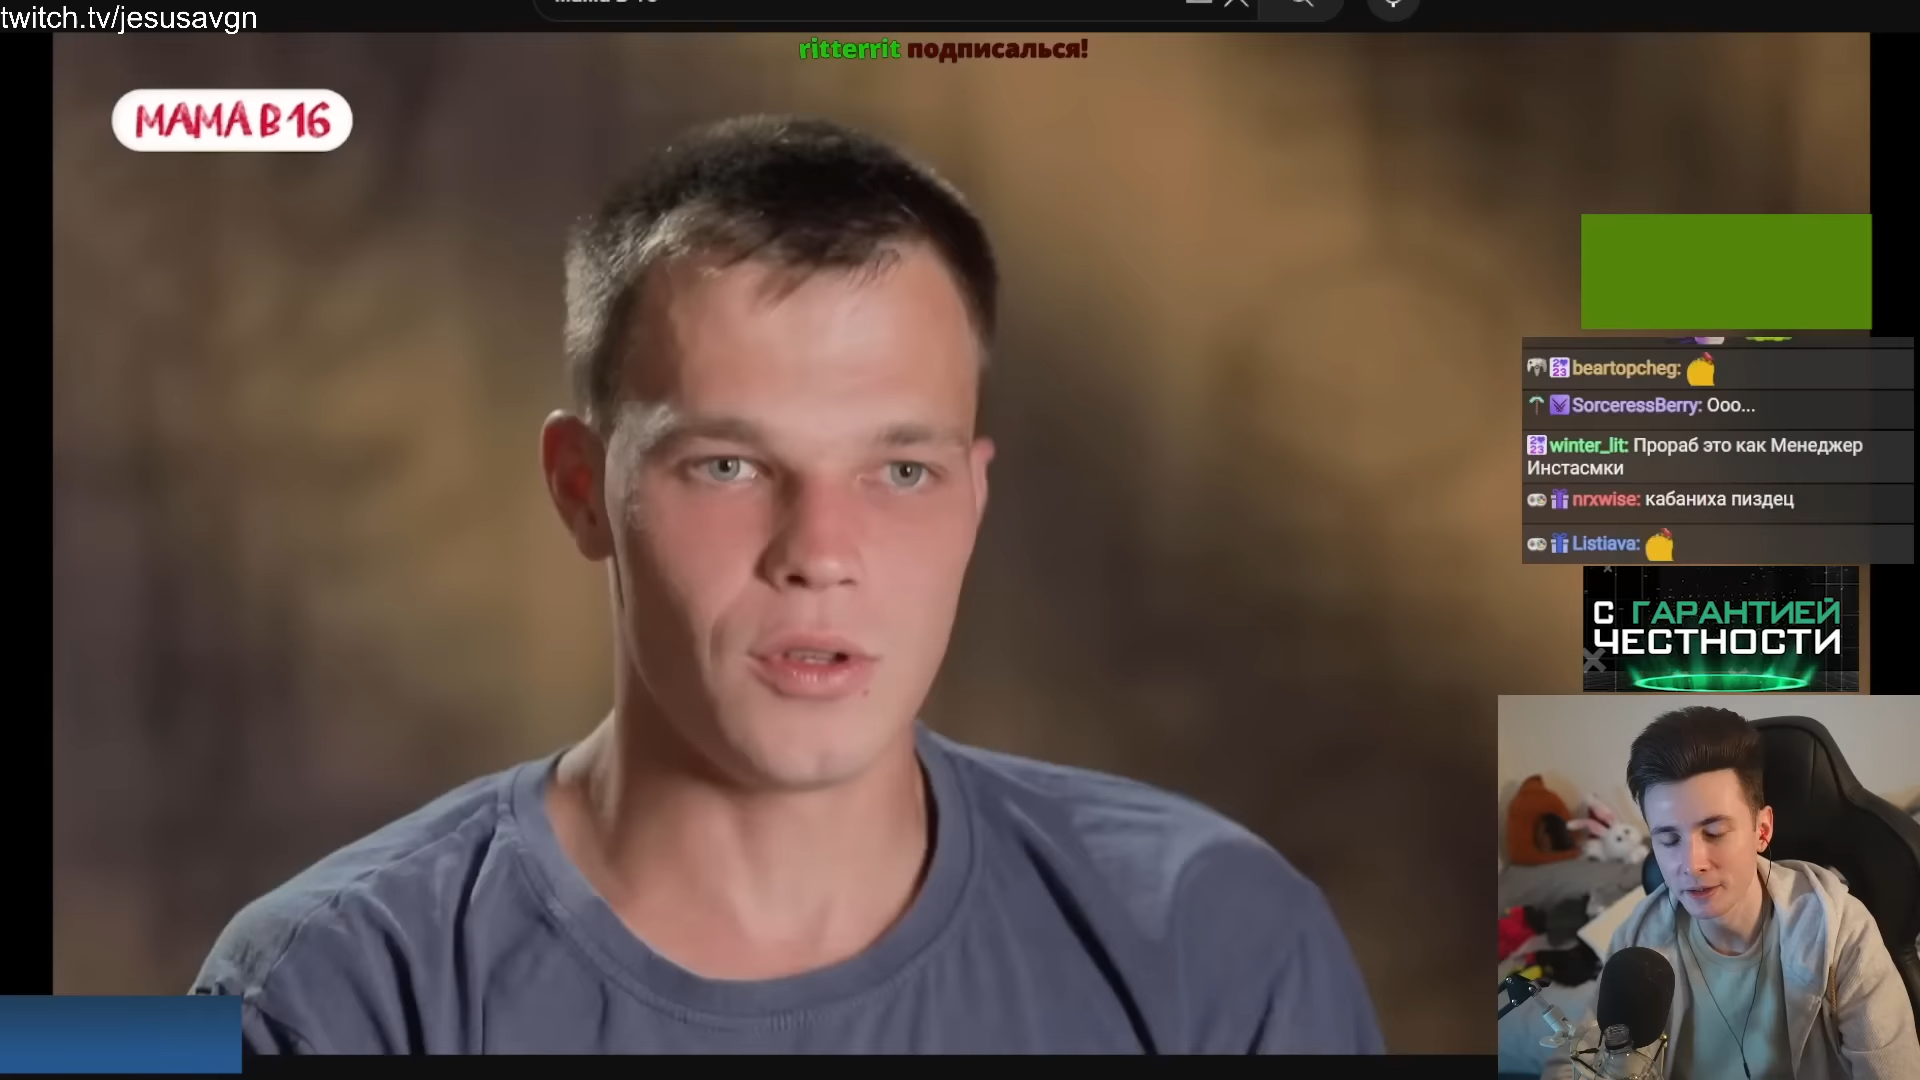 twitch.tv/jesusavgn
ritterrit подписалься!
МАМА В 16
beartopcheg:
SorceressBerry: Ооо...
winter_lit: Прораб это как Менеджер
Инстасмки
nrxwise: кабаниха пиздец
Listiava:
С ГАРАНТИЕЙ
ЧЕСТНОСТИ